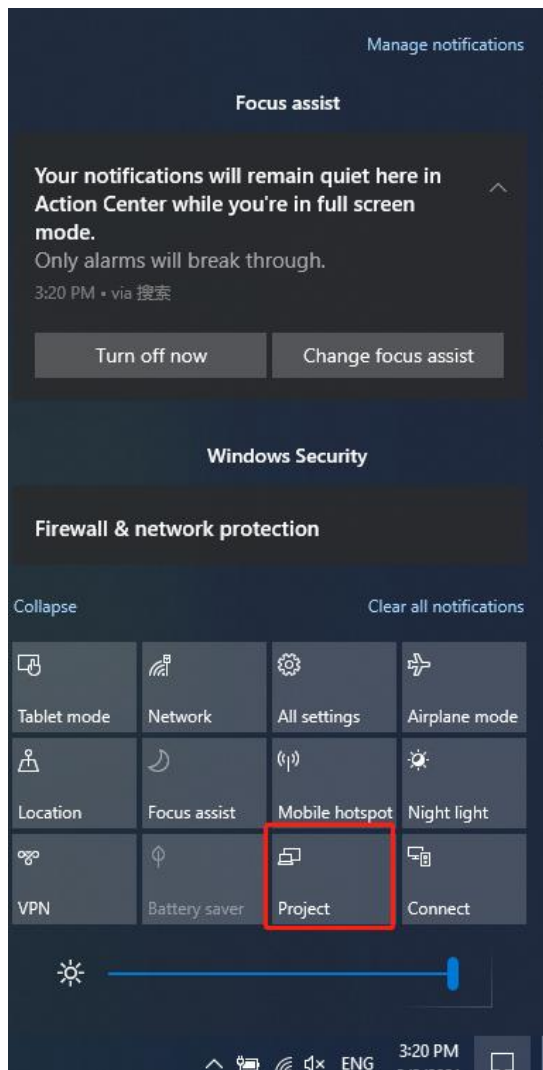 Manage notifications
Focus assist
Your notifications will remain quiet here in
Action Center while you're in full screen
mode.
Only alarms will break through.
3:20 PM • via 搜索
Turn off now
Change focus assist
Windows Security
Firewall & network protection
Collapse
Clear all notifications
Tablet mode
Network
All settings
Airplane mode
Location
Focus assist
Mobile hotspot
Night light
VPN
Battery saver
Project
Connect
ENG
3:20 PM